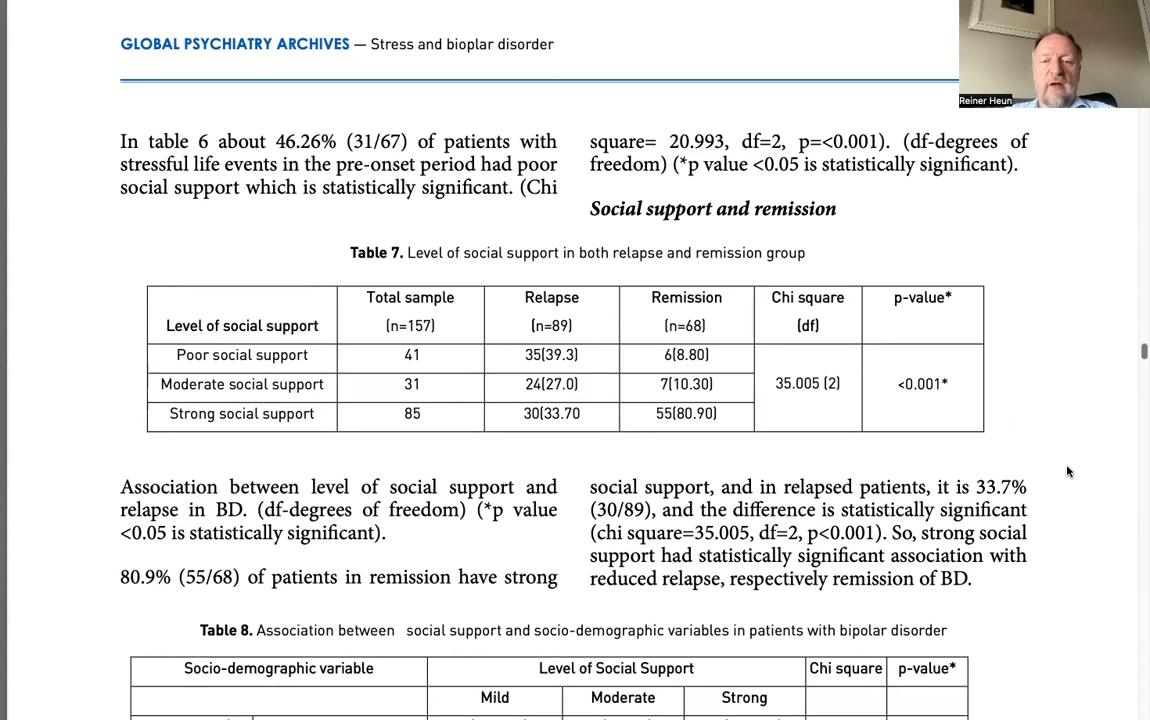 GLOBAL PSYCHIATRY ARCHIVES — Stress and bioplar disorder
Reiner Heun
In table 6 about 46.26% (31/67) of patients with
stressful life events in the pre-onset period had poor
social support which is statistically significant. (Chi
square= 20.993, df=2, p=<0.001). (df-degrees of
freedom) (*p value <0.05 is statistically significant).
Social support and remission
Table 7. Level of social support in both relapse and remission group
Level of social support Total sample (n=157) Relapse (n=89) Remission (n=68) Chi square (df) p-value*
Poor social support 41 35(39.3) 6(8.80)
Moderate social support 31 24(27.0) 7(10.30) 35.005 (2) <0.001*
Strong social support 85 30(33.70 55(80.90)
Association between level of social support and
relapse in BD. (df-degrees of freedom) (*p value
<0.05 is statistically significant).
80.9% (55/68) of patients in remission have strong
social support, and in relapsed patients, it is 33.7%
(30/89), and the difference is statistically significant
(chi square=35.005, df=2, p<0.001). So, strong social
support had statistically significant association with
reduced relapse, respectively remission of BD.
Table 8. Association between social support and socio-demographic variables in patients with bipolar disorder
Socio-demographic variable Level of Social Support Chi square p-value*
Mild Moderate Strong